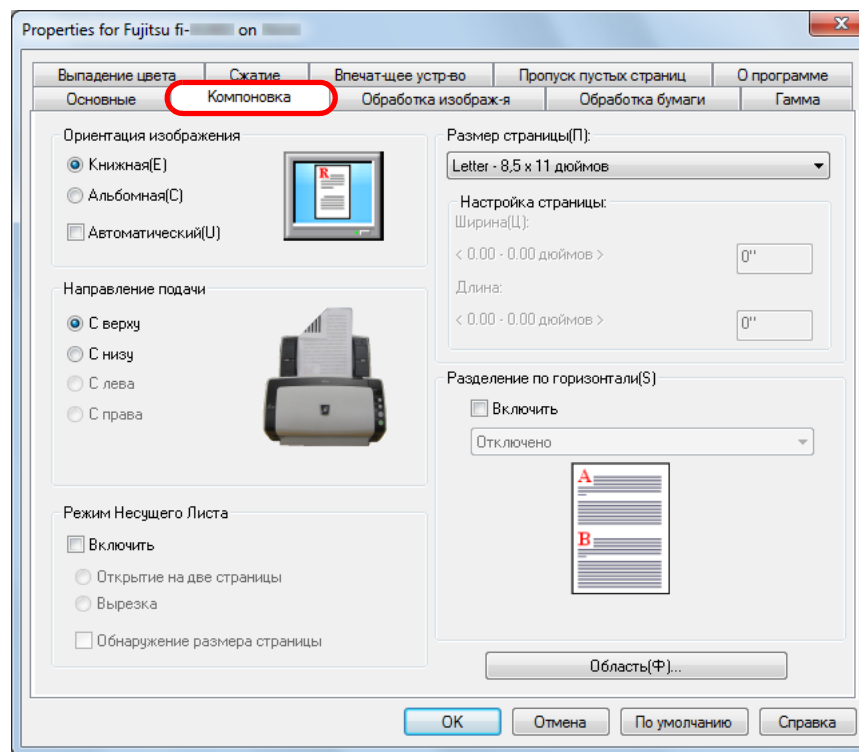 Properties for Fujitsu fi- on
Выпадение цвета Сжатие Впечат-щее устр-во Пропуск пустых страниц О программе
Основные Компоновка Обработка изображ-я Обработка бумаги Гамма
Ориентация изображения
Книжная(E)
Альбомная(C)
Автоматический(U)
R
Направление подачи
С верху
С низу
С лева
С права
Режим Несущего Листа
Включить
Открытие на две страницы
Вырезка
Обнаружение размера страницы
Размер страницы(П):
Letter - 8,5 x 11 дюймов
Настройка страницы:
Ширина(Ц):
< 0.00 - 0.00 дюймов > 0''
Длина:
< 0.00 - 0.00 дюймов > 0''
Разделение по горизонтали(S)
Включить
Отключено
A
B
Область(Ф)...
OK Отмена По умолчанию Справка